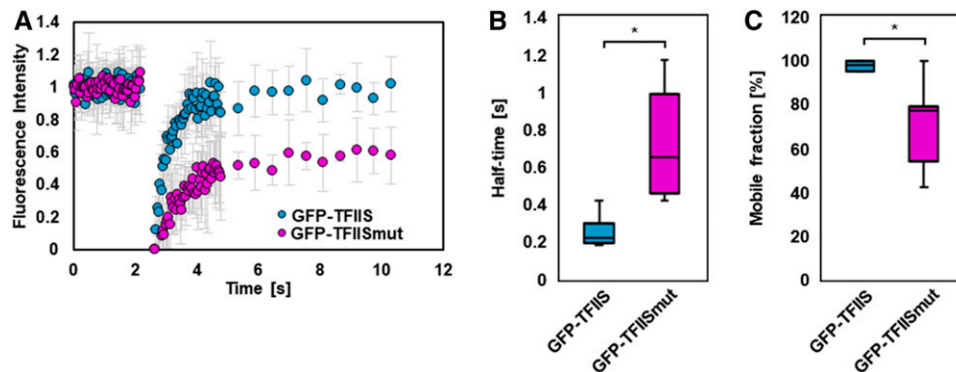 A
Fluorescence Intensity
1.4
1.2
1
0.8
0.6
0.4
0.2
0
0 2 4 6 8 10 12
Time [s]
GFP-TFIIS
GFP-TFIISmut
B
Half-time [s]
1.4
1.2
1
0.8
0.6
0.4
0.2
0
*
GFP-TFIIS
GFP-TFIISmut
C
Mobile fraction [%]
120
100
80
60
40
20
0
*
GFP-TFIIS
GFP-TFIISmut